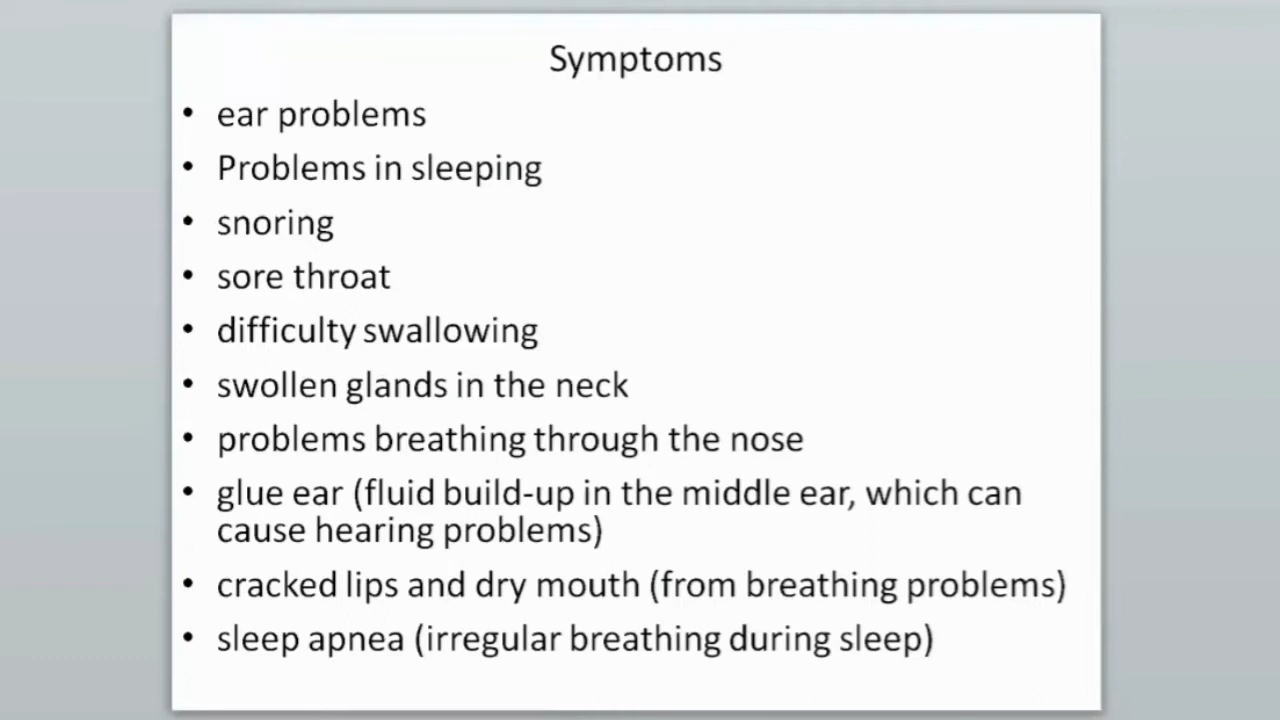 Symptoms
• ear problems
• Problems in sleeping
• snoring
• sore throat
• difficulty swallowing
• swollen glands in the neck
• problems breathing through the nose
• glue ear (fluid build-up in the middle ear, which can
cause hearing problems)
• cracked lips and dry mouth (from breathing problems)
• sleep apnea (irregular breathing during sleep)